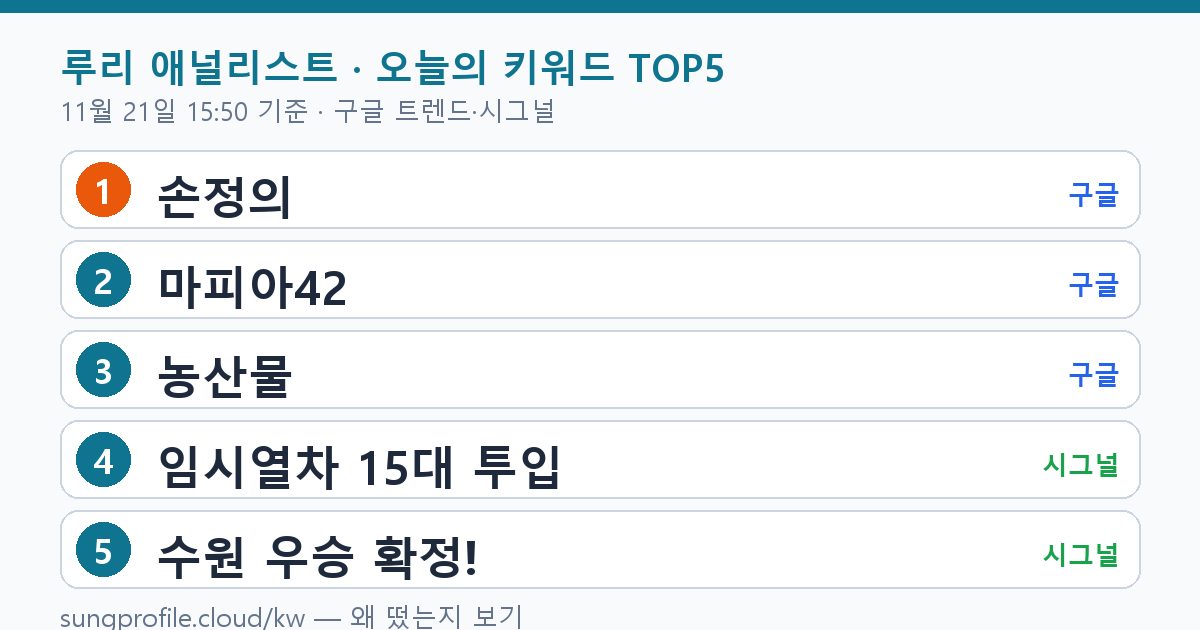 루리 애널리스트 · 오늘의 키워드 TOP5
11월 21일 15:50 기준 · 구글 트렌드·시그널
1 손정의 구글
2 마피아42 구글
3 농산물 구글
4 임시열차 15대 투입 시그널
5 수원 우승 확정! 시그널
sungprofile.cloud/kw — 왜 떴는지 보기